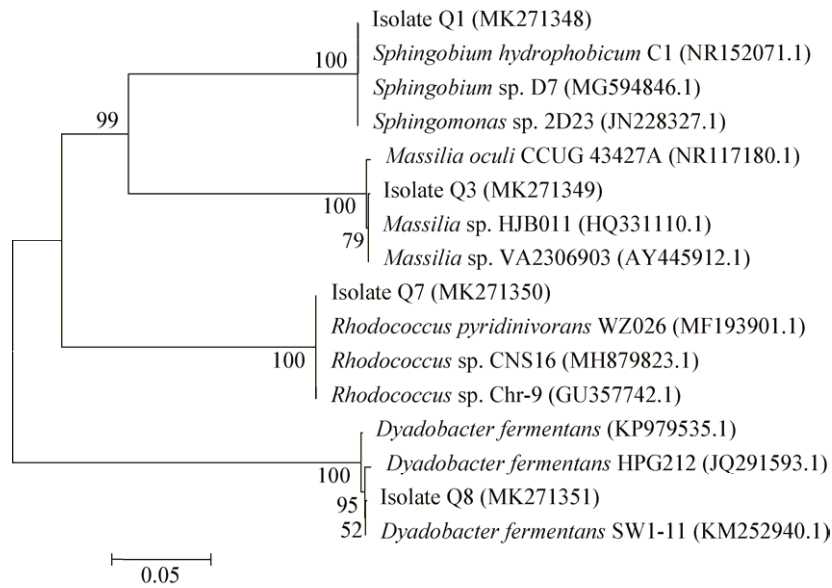 Isolate Q1 (MK271348)
100
Sphingobium hydrophobicum C1 (NR152071.1)
Sphingobium sp. D7 (MG594846.1)
99
Sphingomonas sp. 2D23 (JN228327.1)
Massilia oculi CCUG 43427A (NR117180.1)
Isolate Q3 (MK271349)
100
Massilia sp. HJB011 (HQ331110.1)
79
Massilia sp. VA2306903 (AY445912.1)
Isolate Q7 (MK271350)
Rhodococcus pyridinivorans WZ026 (MF193901.1)
100
Rhodococcus sp. CNS16 (MH879823.1)
Rhodococcus sp. Chr-9 (GU357742.1)
Dyadobacter fermentans (KP979535.1)
100
Dyadobacter fermentans HPG212 (JQ291593.1)
95
Isolate Q8 (MK271351)
52
Dyadobacter fermentans SW1-11 (KM252940.1)
0.05